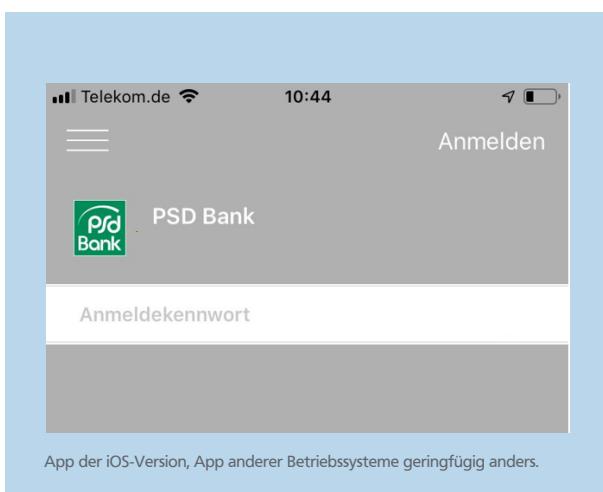 Telekom.de 10:44
Anmelden
psd
Bank
PSD Bank
Anmeldekennwort
App der iOS-Version, App anderer Betriebssysteme geringfügig anders.